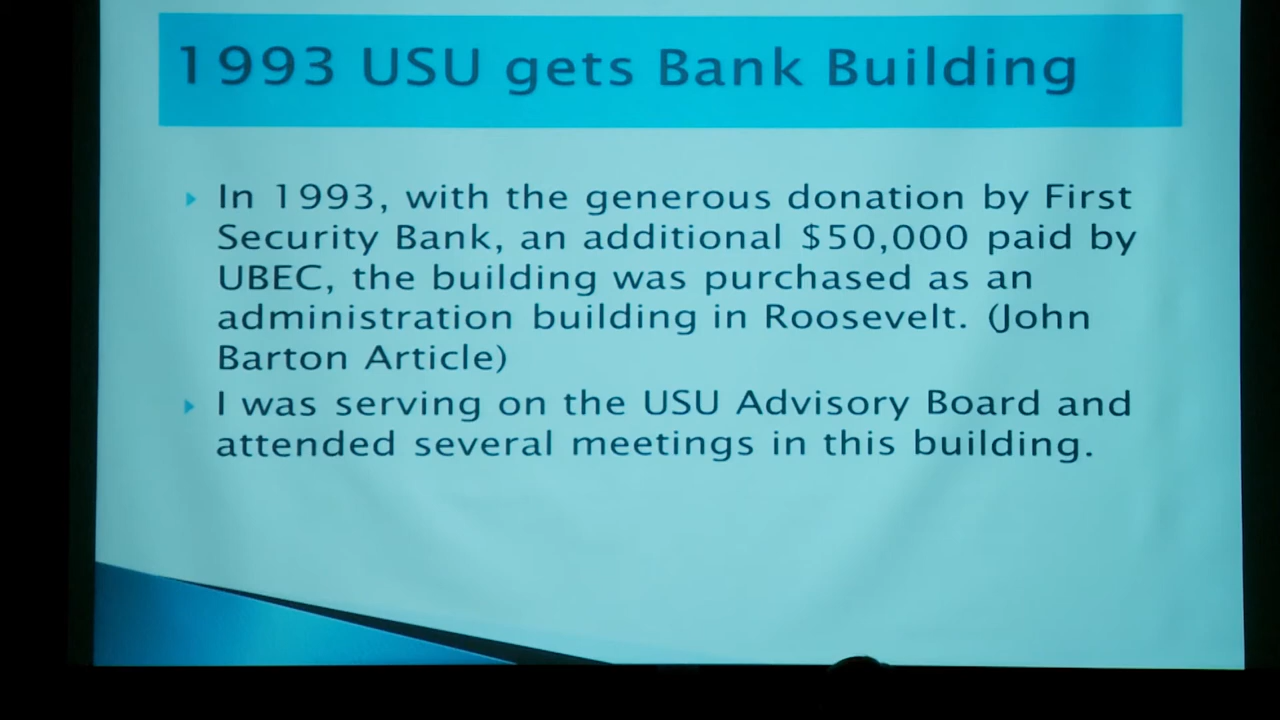 1993 USU gets Bank Building
In 1993, with the generous donation by First
Security Bank, an additional $50,000 paid by
UBEC, the building was purchased as an
administration building in Roosevelt. (John
Barton Article)
I was serving on the USU Advisory Board and
attended several meetings in this building.